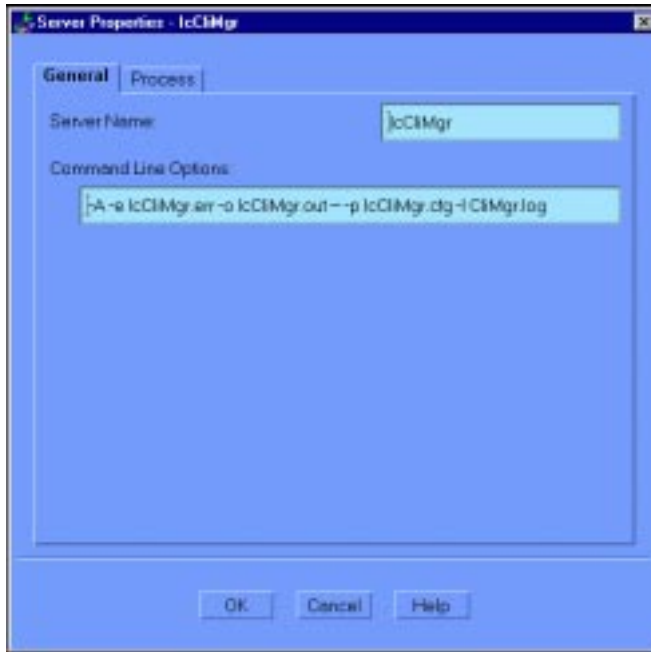 Server Properties - IcCliMgr
General
Process
Server Name:
IcCliMgr
Command Line Options:
-A -e IcCliMgr.err -o IcCliMgr.out -- -p IcCliMgr.cfg -l CliMgr.log
OK
Cancel
Help